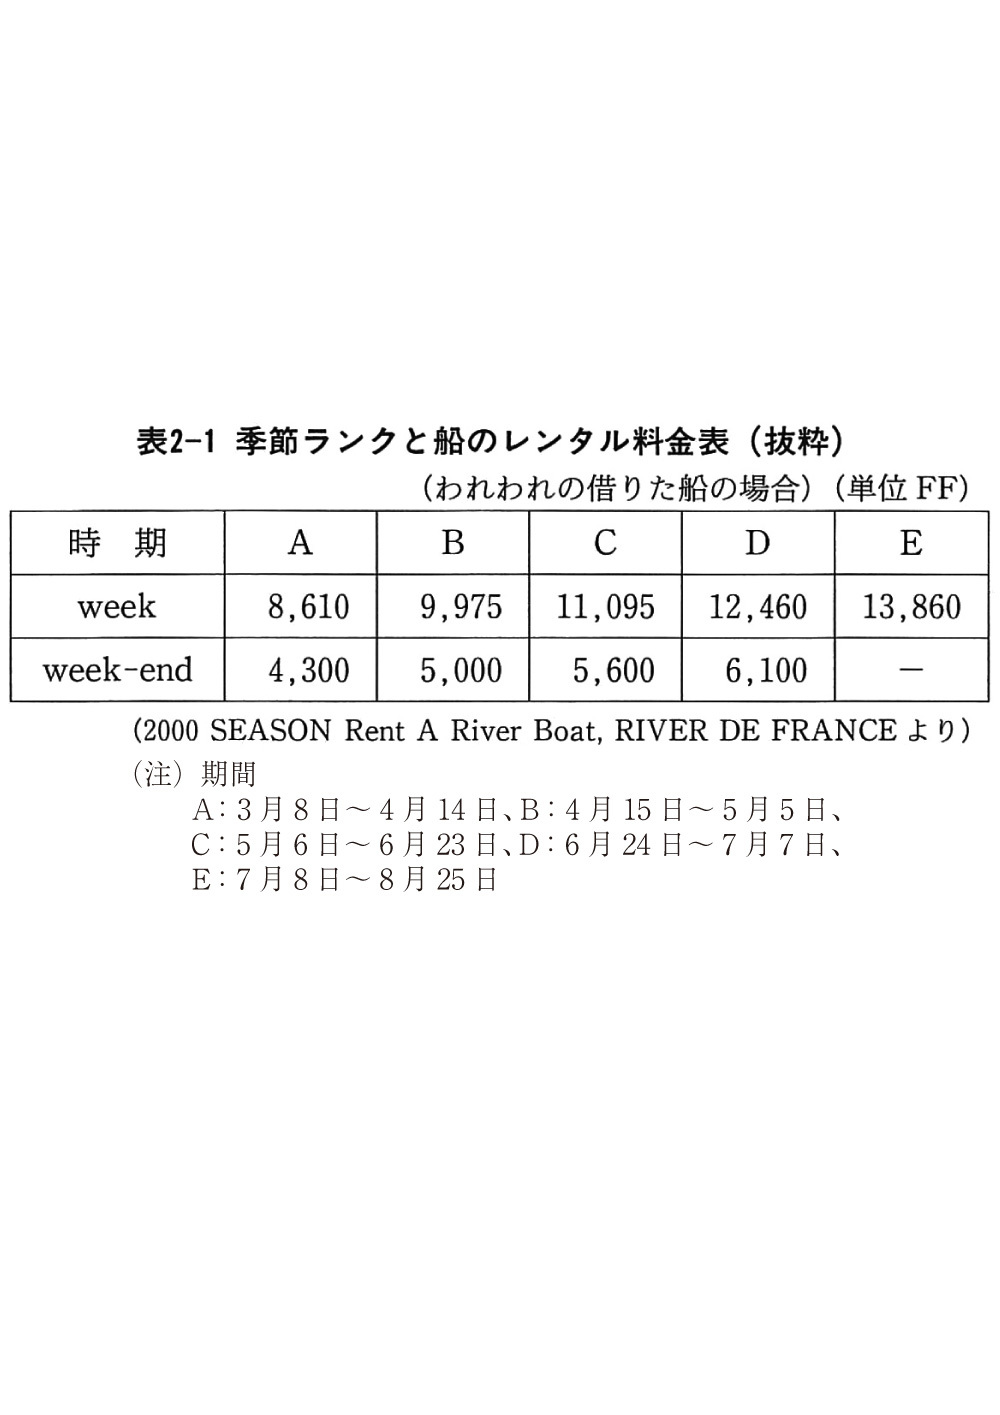 表2-1 季節ランクと船のレンタル料金表（抜粋）
（われわれの借りた船の場合）（単位 FF）
時 期 A B C D E
week 8,610 9,975 11,095 12,460 13,860
week-end 4,300 5,000 5,600 6,100 －
（2000 SEASON Rent A River Boat, RIVER DE FRANCEより）
（注）期間
A：3月8日～4月14日、B：4月15日～5月5日、
C：5月6日～6月23日、D：6月24日～7月7日、
E：7月8日～8月25日